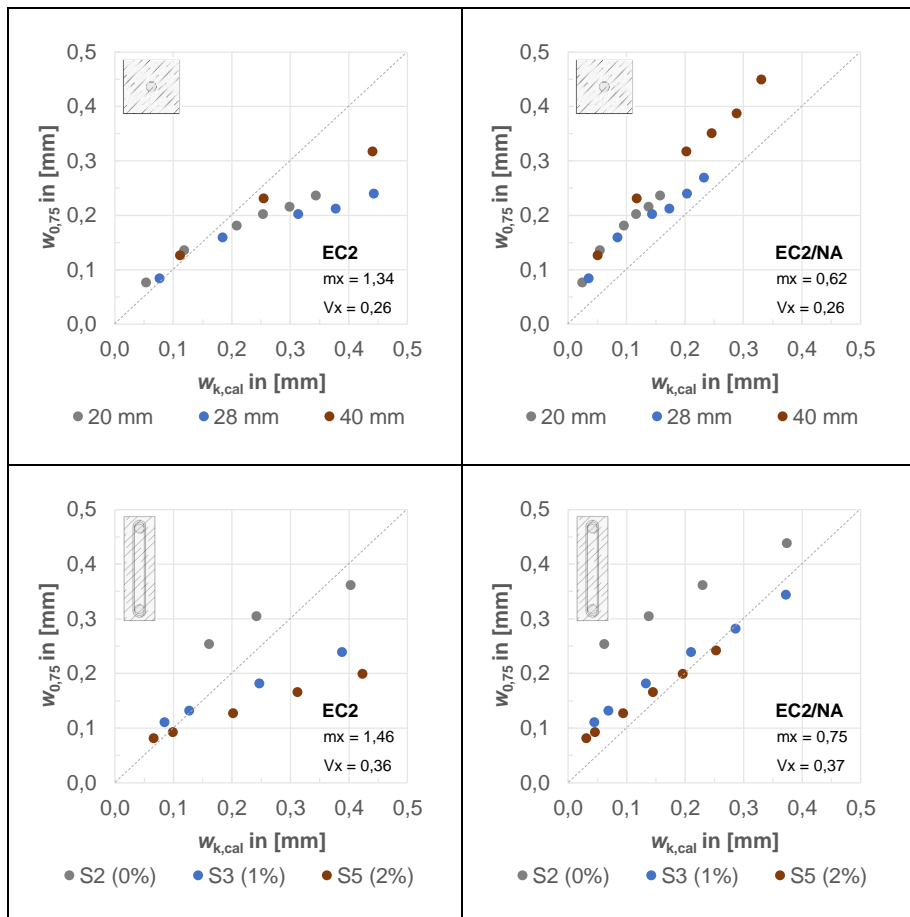 0,5
0,4
0,3
0,2
0,1
0,0
w0,75 in [mm]
EC2
mx = 1,34
Vx = 0,26
0,0 0,1 0,2 0,3 0,4 0,5
wk,cal in [mm]
20 mm 28 mm 40 mm
0,5
0,4
0,3
0,2
0,1
0,0
w0,75 in [mm]
EC2/NA
mx = 0,62
Vx = 0,26
0,0 0,1 0,2 0,3 0,4 0,5
wk,cal in [mm]
20 mm 28 mm 40 mm
0,5
0,4
0,3
0,2
0,1
0,0
w0,75 in [mm]
EC2
mx = 1,46
Vx = 0,36
0,0 0,1 0,2 0,3 0,4 0,5
wk,cal in [mm]
S2 (0%) S3 (1%) S5 (2%)
0,5
0,4
0,3
0,2
0,1
0,0
w0,75 in [mm]
EC2/NA
mx = 0,75
Vx = 0,37
0,0 0,1 0,2 0,3 0,4 0,5
wk,cal in [mm]
S2 (0%) S3 (1%) S5 (2%)